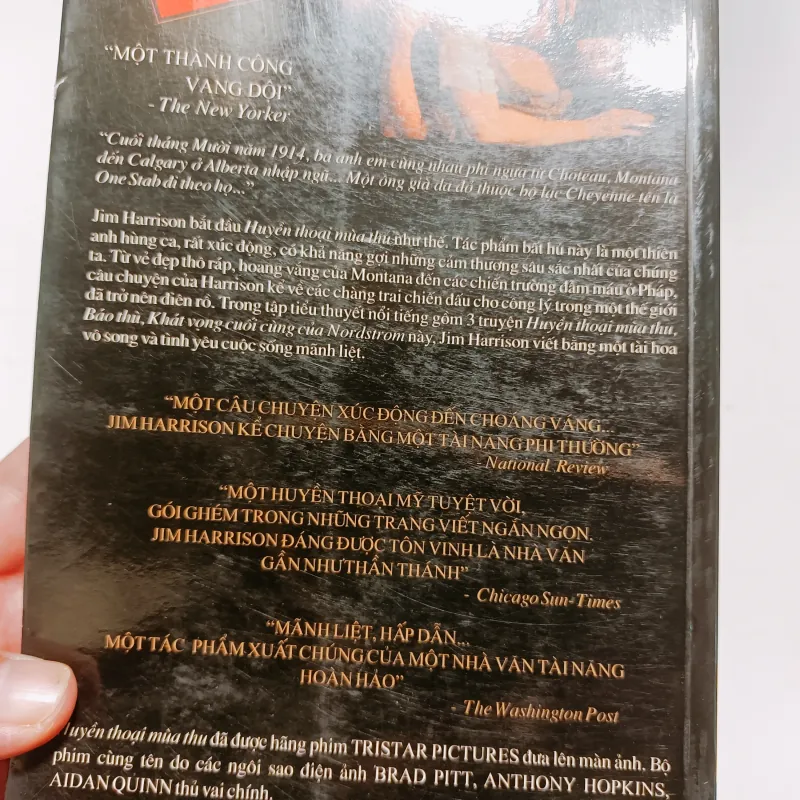 “MỘT THÀNH CÔNG
VANG DỘI”
- The New Yorker
“Cuối tháng Mười năm 1914, ba anh em cùng nhau phi ngựa từ Choteau, Montana
đến Calgary ở Alberta nhập ngũ... Một ông già da đỏ thuộc bộ lạc Cheyenne tên là
One Stab đi theo họ...”
Jim Harrison bắt đầu Huyền thoại mùa thu như thế. Tác phẩm bất hủ này là một thiên
anh hùng ca, rất xúc động, có khả năng gợi những cảm thương sâu sắc nhất của chúng
ta. Từ vẻ đẹp thô ráp, hoang vắng của Montana đến các chiến trường đẫm máu ở Pháp,
câu chuyện của Harrison kể về các chàng trai chiến đấu cho công lý trong một thế giới
đã trở nên điên rồ. Trong tập tiểu thuyết nổi tiếng gồm 3 truyện Huyền thoại mùa thu,
Báo thù, Khát vọng cuối cùng của Nordstrom này, Jim Harrison viết bằng một tài hoa
vô song và tình yêu cuộc sống mãnh liệt.
“MỘT CÂU CHUYỆN XÚC ĐỘNG ĐẾN CHOÁNG VÁNG...
JIM HARRISON KỂ CHUYỆN BẰNG MỘT TÀI NĂNG PHI THƯỜNG”
- National Review
“MỘT HUYỀN THOẠI MỸ TUYỆT VỜI,
GÓI GHÉM TRONG NHỮNG TRANG VIẾT NGẮN NGỌN.
JIM HARRISON ĐÁNG ĐƯỢC TÔN VINH LÀ NHÀ VĂN
GẦN NHƯ THẦN THÁNH”
- Chicago Sun-Times
“MÃNH LIỆT, HẤP DẪN...
MỘT TÁC PHẨM XUẤT CHÚNG CỦA MỘT NHÀ VĂN TÀI NĂNG
HOÀN HẢO”
- The Washington Post
Huyền thoại mùa thu đã được hãng phim TRISTAR PICTURES đưa lên màn ảnh. Bộ
phim cùng tên do các ngôi sao điện ảnh BRAD PITT, ANTHONY HOPKINS,
AIDAN QUINN thủ vai chính.